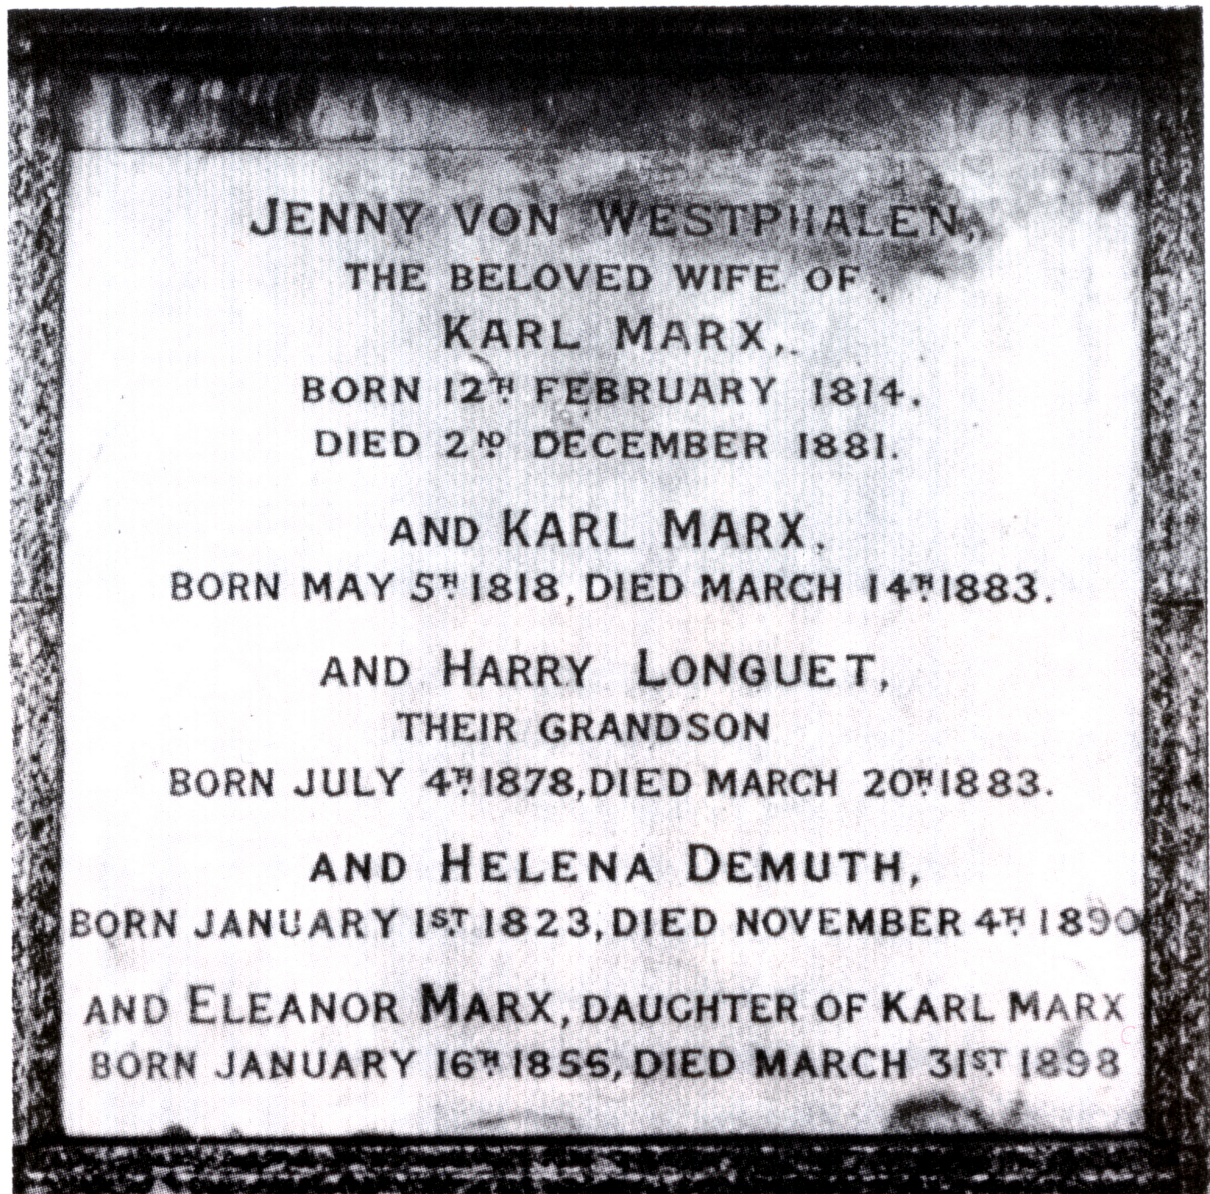 JENNY VON WESTPHALEN,
THE BELOVED WIFE OF
KARL MARX,
BORN 12TH FEBRUARY 1814.
DIED 2ND DECEMBER 1881.
AND KARL MARX,
BORN MAY 5TH 1818, DIED MARCH 14TH 1883.
AND HARRY LONGUET,
THEIR GRANDSON
BORN JULY 4TH 1878, DIED MARCH 20TH 1883.
AND HELENA DEMUTH,
BORN JANUARY 1ST 1823, DIED NOVEMBER 4TH 1890
AND ELEANOR MARX, DAUGHTER OF KARL MARX
BORN JANUARY 16TH 1855, DIED MARCH 31ST 1898